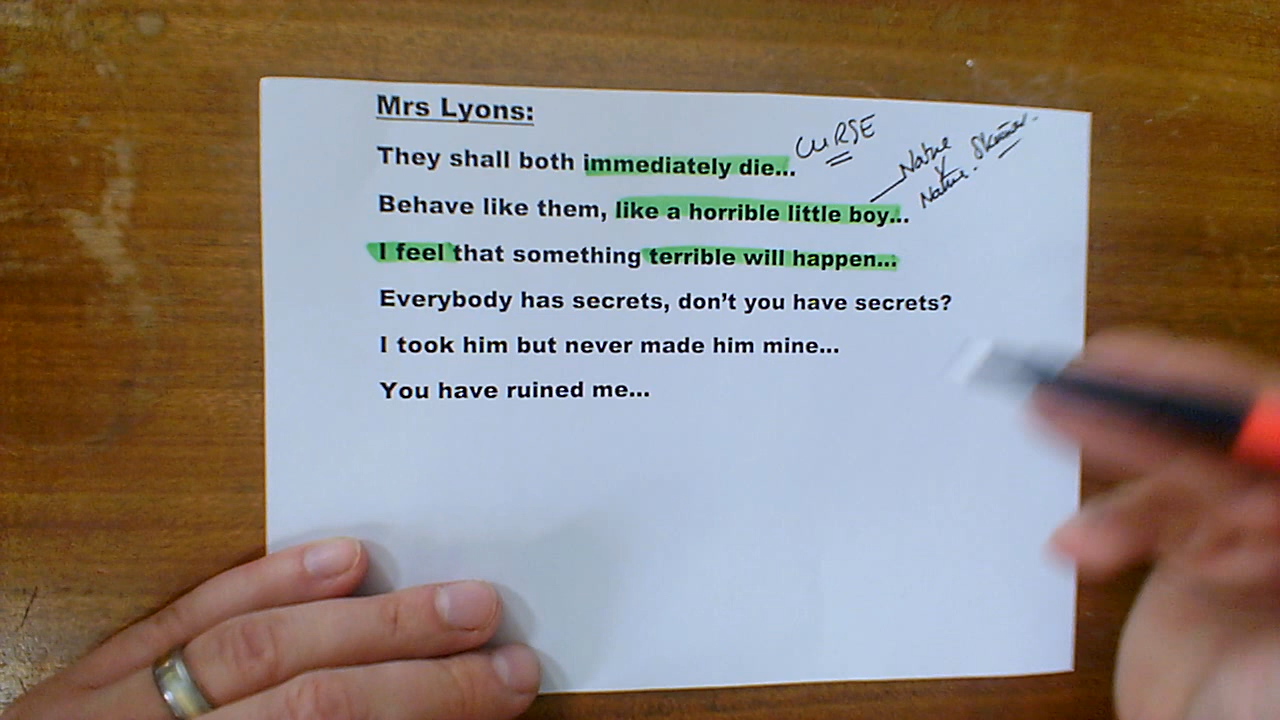 Mrs Lyons:
They shall both immediately die... CURSE
Behave like them, like a horrible little boy... Nature v Nature.
I feel that something terrible will happen...
Everybody has secrets, don’t you have secrets?
I took him but never made him mine...
You have ruined me...